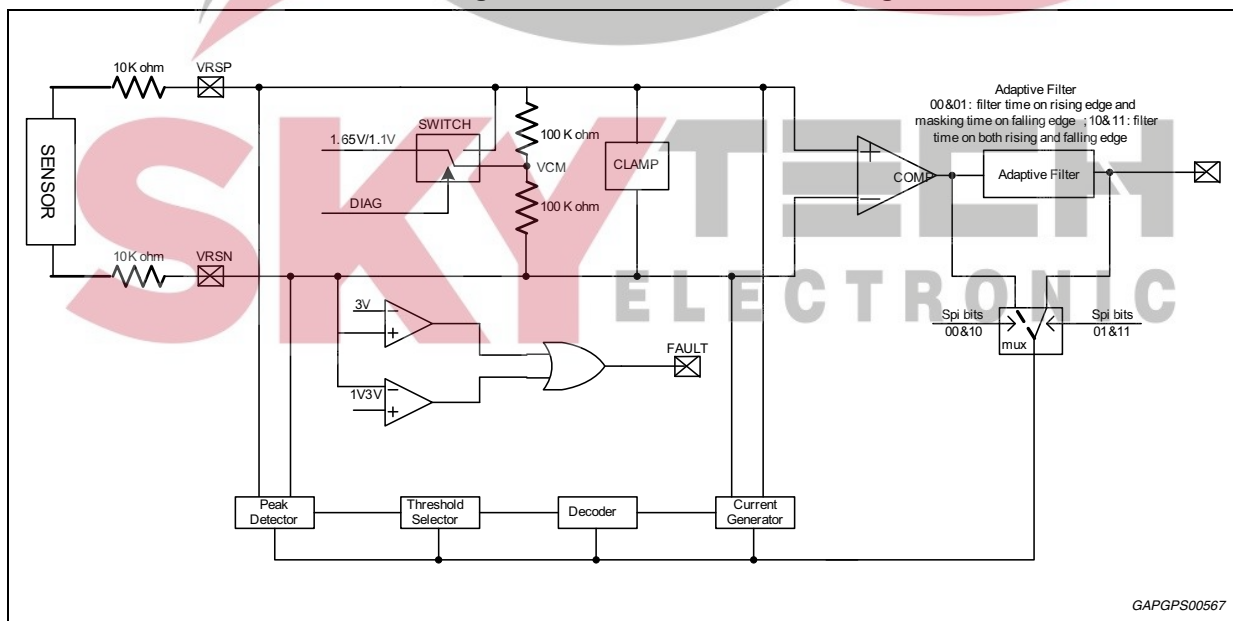 10K ohm
VRSP
SENSOR
10K ohm
VRSN
SWITCH
1.65V/1.1V
DIAG
100 K ohm
VCM
100 K ohm
CLAMP
COMP
Adaptive Filter
00&01: filter time on rising edge and
masking time on falling edge ;10&11: filter
time on both rising and falling edge
Adaptive Filter
Spi bits
00&10
mux
Spi bits
01&11
3V
1V3V
FAULT
Peak
Detector
Threshold
Selector
Decoder
Current
Generator
SKYTECH
ELECTRONIC
GAPGPS00567